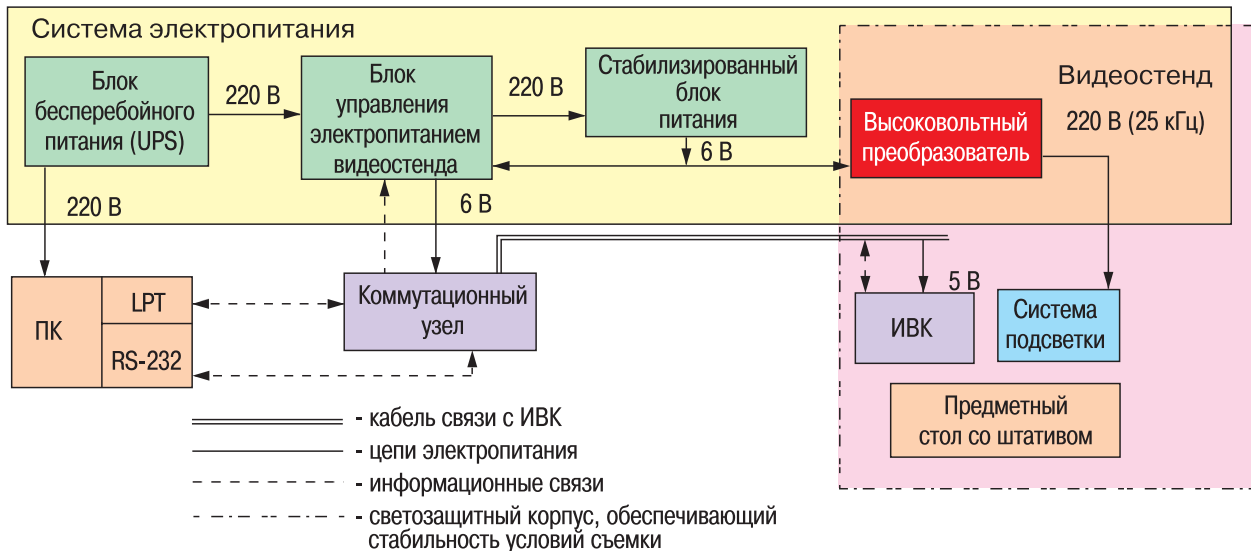 Система электропитания
Блок
бесперебойного
питания (UPS)
220 В
Блок
управления
электропитанием
видеостенда
220 В
Стабилизированный
блок
питания
6 В
Видеостенд
220 В (25 кГц)
Высоковольтный
преобразователь
220 В
6 В
ПК
LPT
RS-232
Коммутационный
узел
5 В
ИВК
Система
подсветки
Предметный
стол со штативом
- кабель связи с ИВК
- цепи электропитания
- информационные связи
- светозащитный корпус, обеспечивающий
стабильность условий съемки